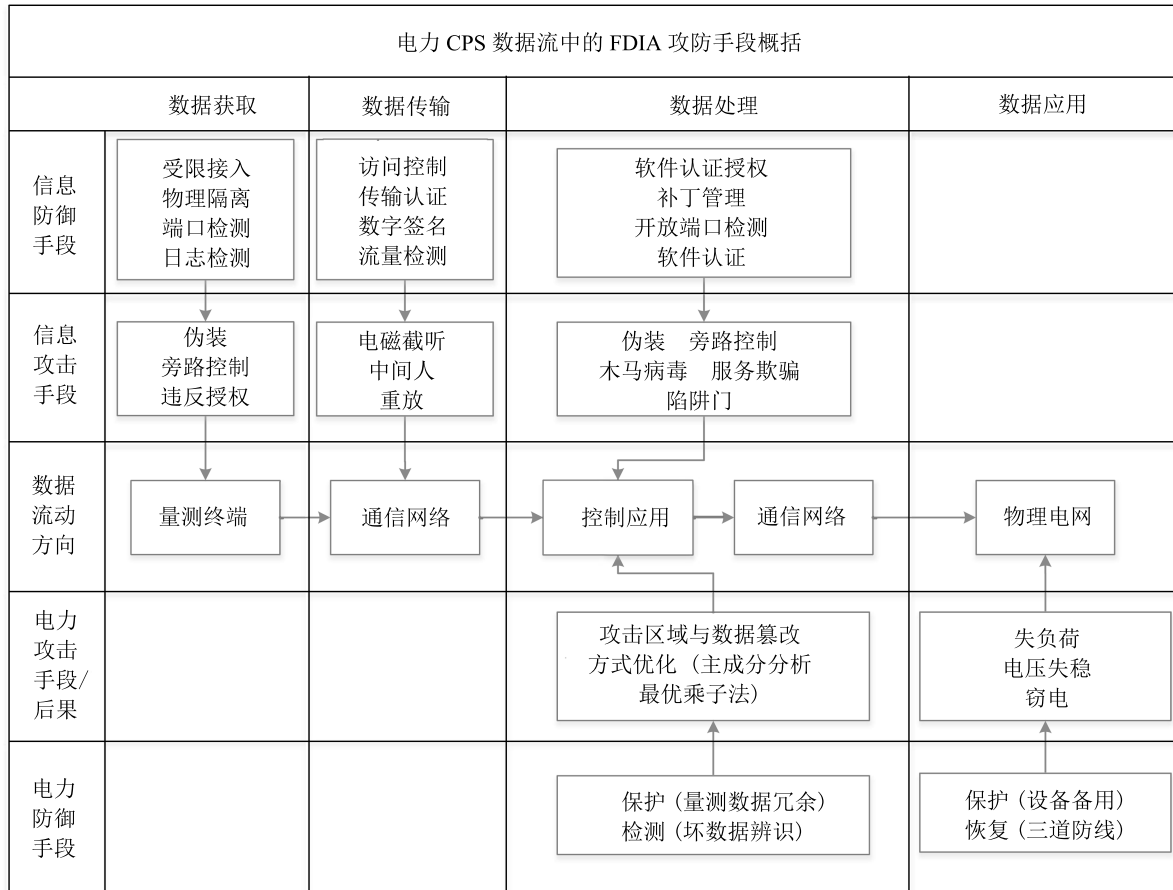 电力 CPS 数据流中的 FDIA 攻防手段概括
数据获取
数据传输
数据处理
数据应用
信息
防御
手段
受限接入
物理隔离
端口检测
日志检测
访问控制
传输认证
数字签名
流量检测
软件认证授权
补丁管理
开放端口检测
软件认证
信息
攻击
手段
伪装
旁路控制
违反授权
电磁截听
中间人
重放
伪装 旁路控制
木马病毒 服务欺骗
陷阱门
数据
流动
方向
量测终端
通信网络
控制应用
通信网络
物理电网
电力
攻击
手段/
后果
攻击区域与数据篡改
方式优化（主成分分析
最优乘子法）
失负荷
电压失稳
窃电
电力
防御
手段
保护（量测数据冗余）
检测（坏数据辨识）
保护（设备备用）
恢复（三道防线）